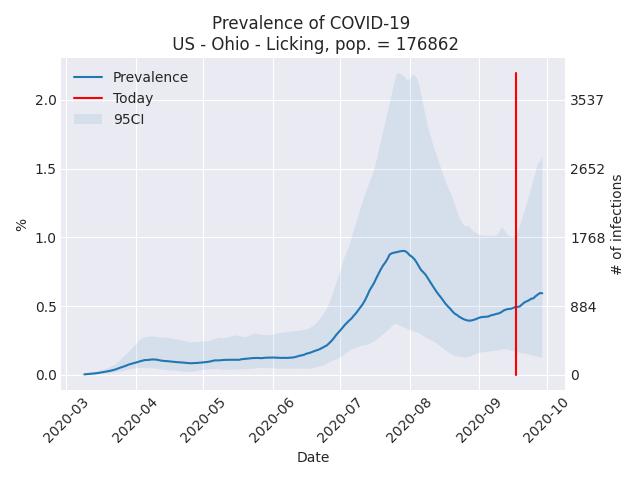 Prevalence of COVID-19
US - Ohio - Licking, pop. = 176862
Prevalence
Today
95CI
%
2.0
1.5
1.0
0.5
0.0
3537
2652
1768
884
0
# of infections
2020-03
2020-04
2020-05
2020-06
2020-07
2020-08
2020-09
2020-10
Date